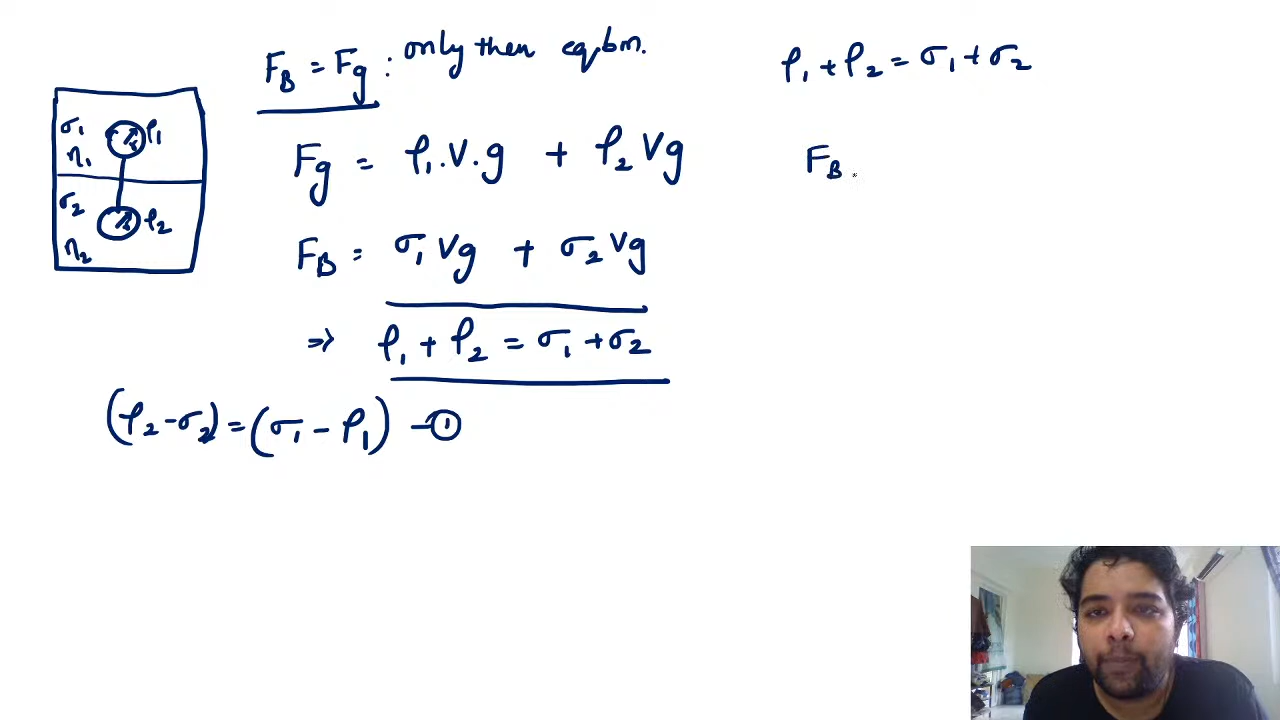 F_B = F_g : only then eqbm.
F_g = ρ₁.V.g + ρ₂Vg
F_B = σ₁Vg + σ₂Vg
⇒ ρ₁ + ρ₂ = σ₁ + σ₂
(ρ₂ - σ₂) = (σ₁ - ρ₁) —①
σ₁
η₁
ρ₁
r
σ₂
η₂
ρ₂
r
ρ₁ + ρ₂ = σ₁ + σ₂
F_B